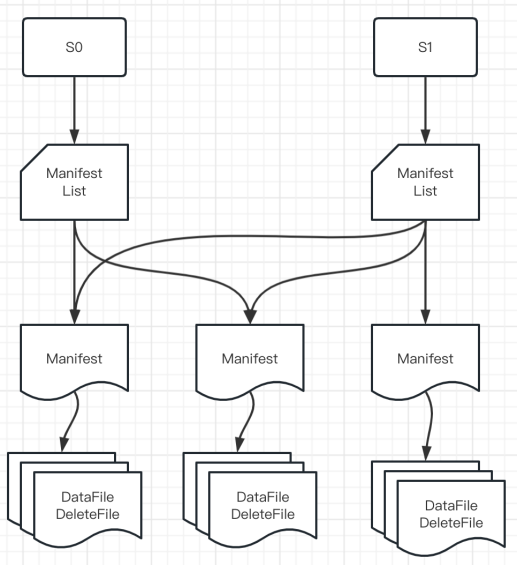 S0
S1
Manifest
List
Manifest
List
Manifest
Manifest
Manifest
DataFile
DeleteFile
DataFile
DeleteFile
DataFile
DeleteFile